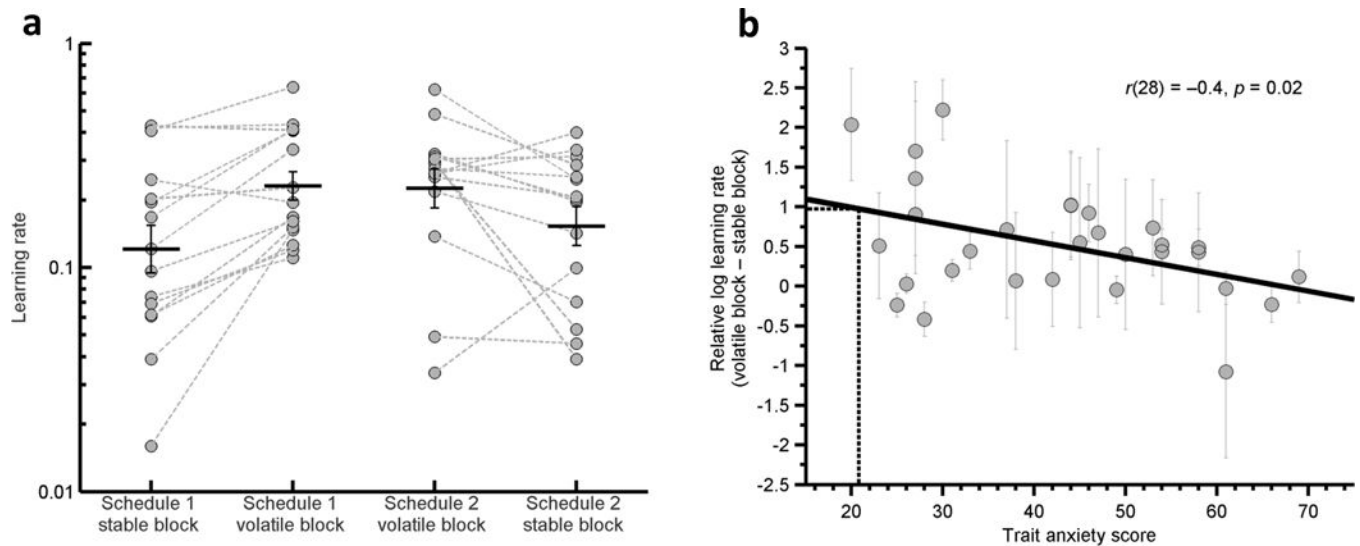 a
1
0.1
0.01
Learning rate
Schedule 1
stable block
Schedule 1
volatile block
Schedule 2
volatile block
Schedule 2
stable block
b
3
2.5
2
1.5
1
0.5
0
-0.5
-1
-1.5
-2
-2.5
Relative log learning rate
(volatile block – stable block)
r(28) = –0.4, p = 0.02
20 30 40 50 60 70
Trait anxiety score